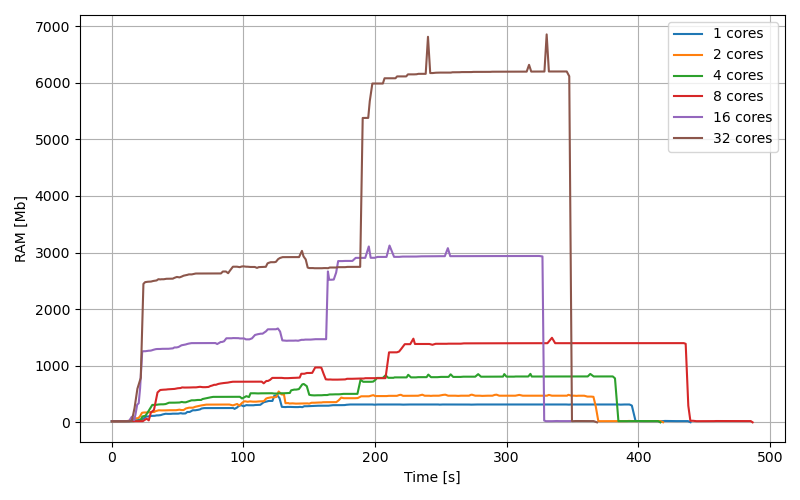 7000
6000
5000
4000
3000
2000
1000
0
RAM [Mb]
1 cores
2 cores
4 cores
8 cores
16 cores
32 cores
0 100 200 300 400 500
Time [s]